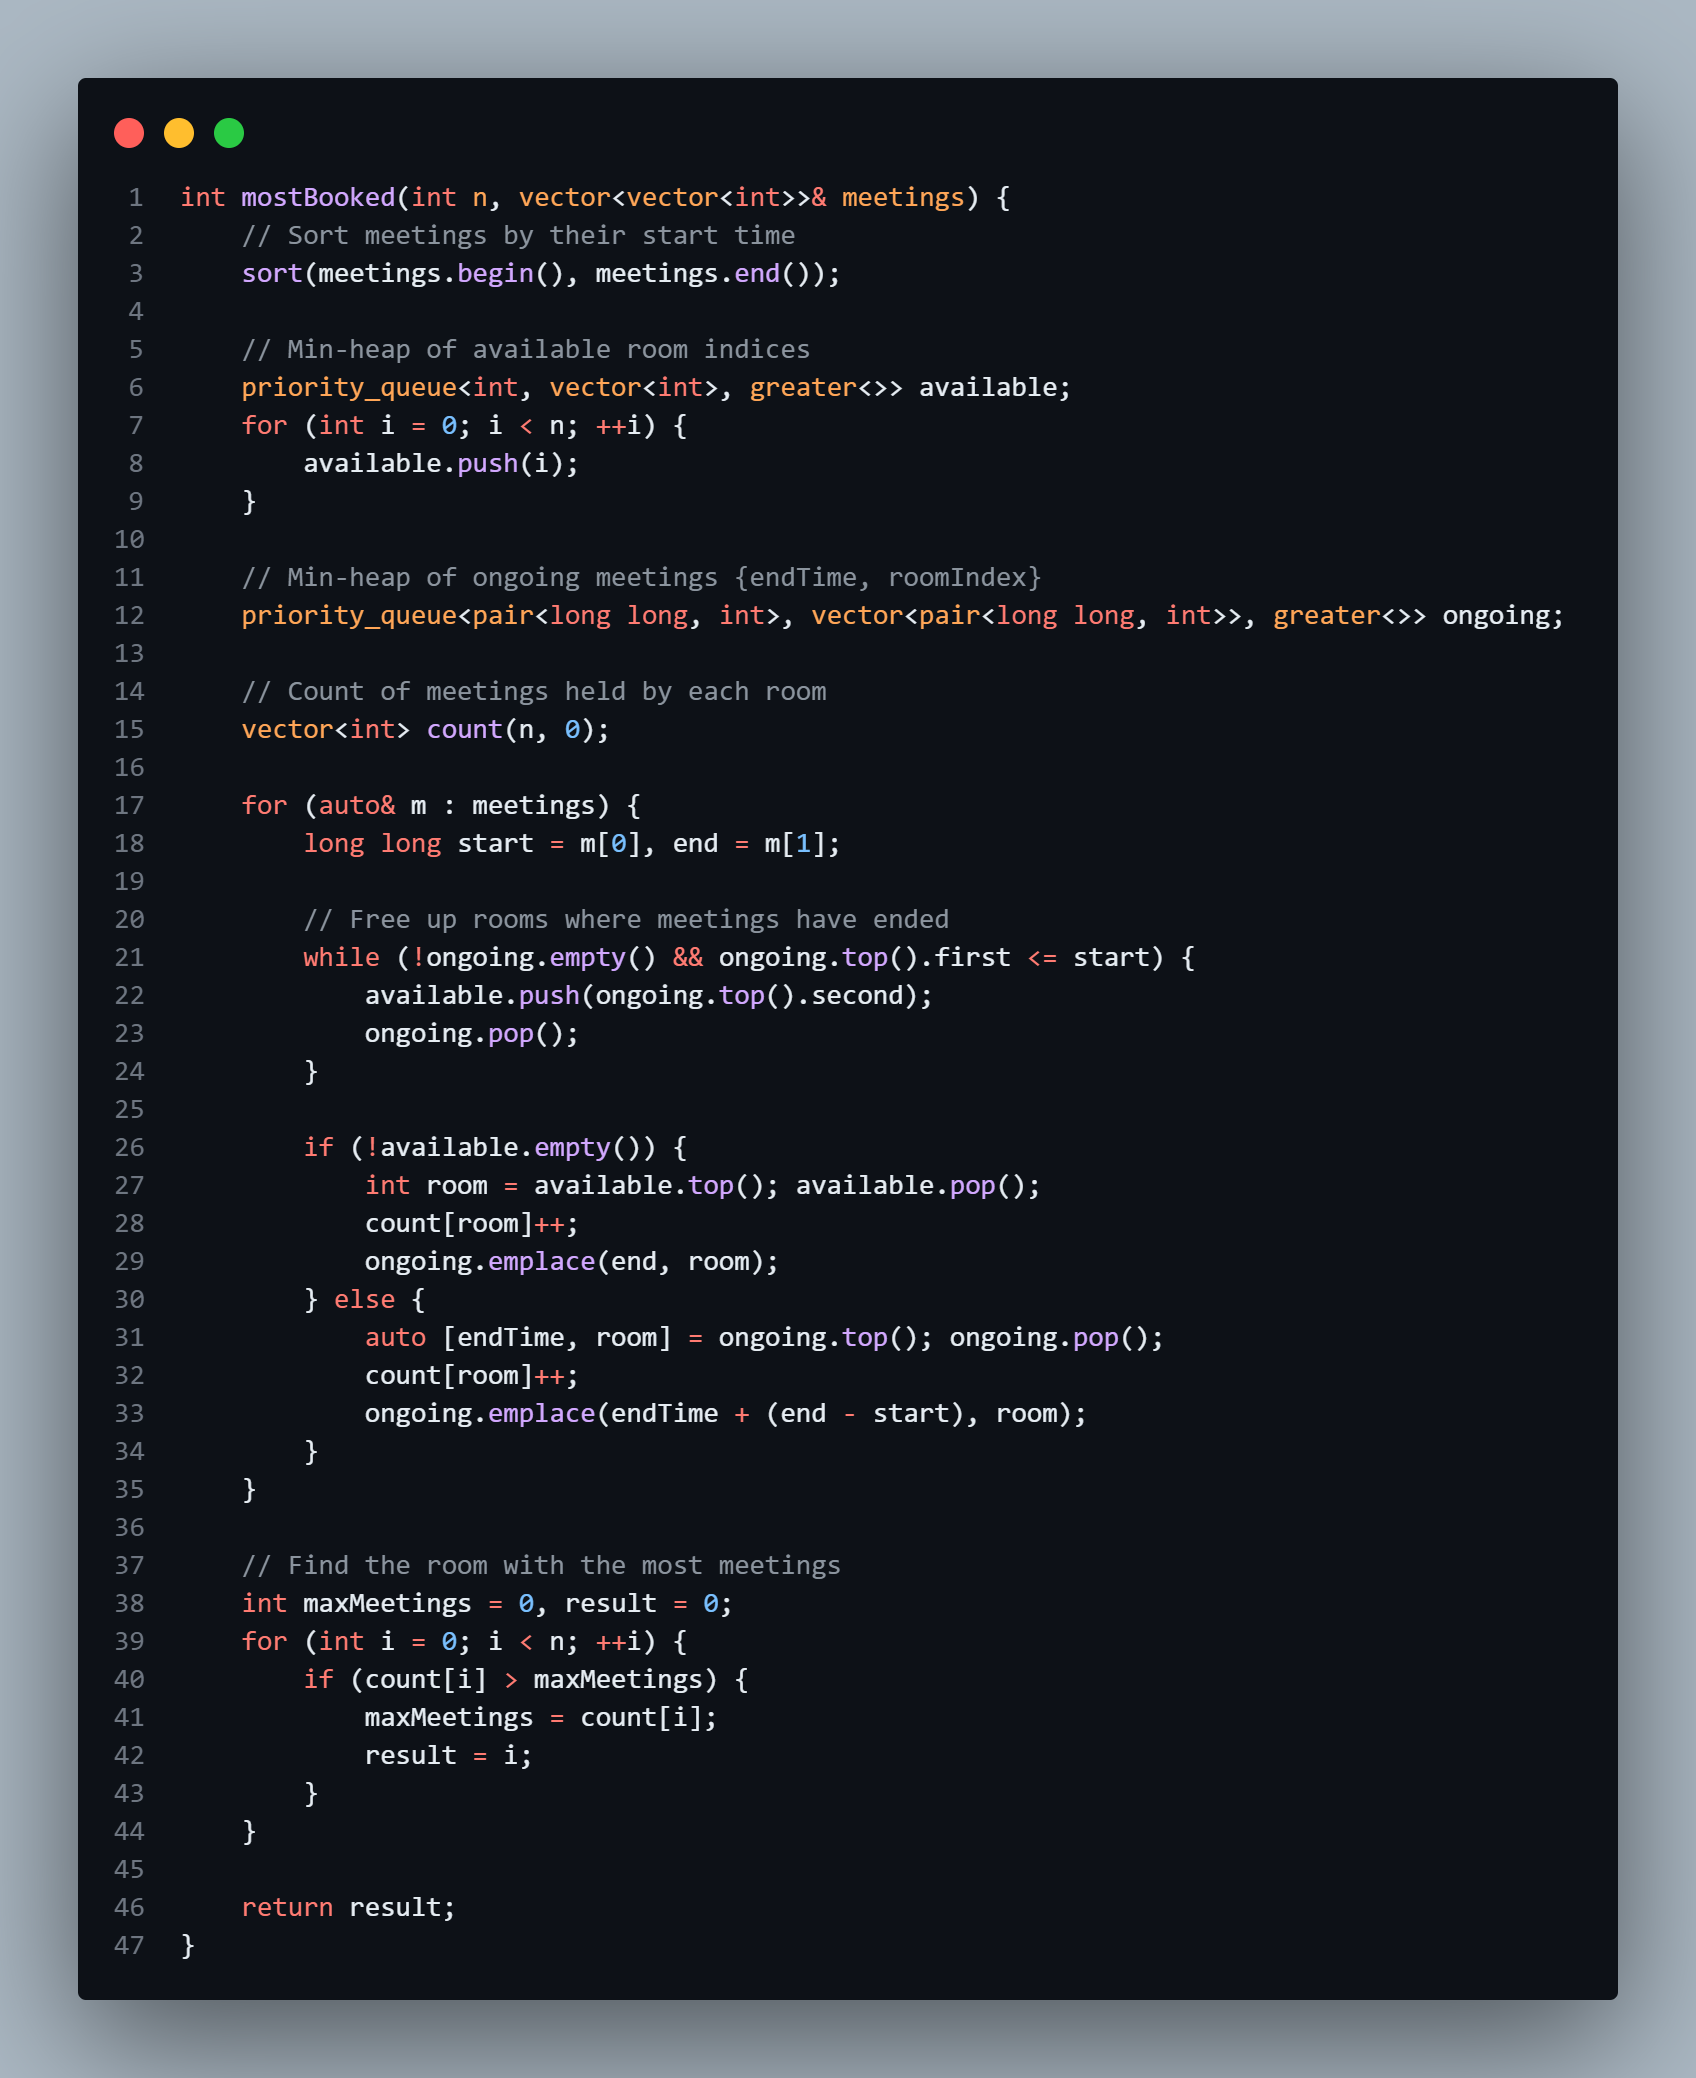 1 int mostBooked(int n, vector<vector<int>>& meetings) {
2     // Sort meetings by their start time
3     sort(meetings.begin(), meetings.end());
4
5     // Min-heap of available room indices
6     priority_queue<int, vector<int>, greater<>> available;
7     for (int i = 0; i < n; ++i) {
8         available.push(i);
9     }
10
11     // Min-heap of ongoing meetings {endTime, roomIndex}
12     priority_queue<pair<long long, int>, vector<pair<long long, int>>, greater<>> ongoing;
13
14     // Count of meetings held by each room
15     vector<int> count(n, 0);
16
17     for (auto& m : meetings) {
18         long long start = m[0], end = m[1];
19
20         // Free up rooms where meetings have ended
21         while (!ongoing.empty() && ongoing.top().first <= start) {
22             available.push(ongoing.top().second);
23             ongoing.pop();
24         }
25
26         if (!available.empty()) {
27             int room = available.top(); available.pop();
28             count[room]++;
29             ongoing.emplace(end, room);
30         } else {
31             auto [endTime, room] = ongoing.top(); ongoing.pop();
32             count[room]++;
33             ongoing.emplace(endTime + (end - start), room);
34         }
35     }
36
37     // Find the room with the most meetings
38     int maxMeetings = 0, result = 0;
39     for (int i = 0; i < n; ++i) {
40         if (count[i] > maxMeetings) {
41             maxMeetings = count[i];
42             result = i;
43         }
44     }
45
46     return result;
47 }